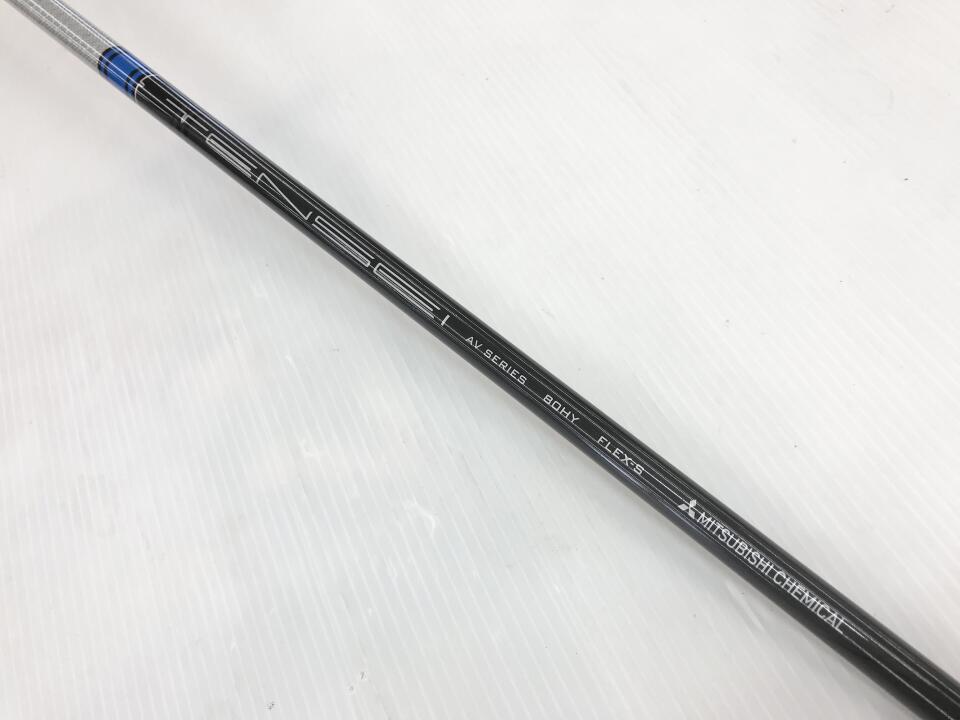 TENSEI AV SERIES 80HY FLEX-S MITSUBISHI CHEMICAL